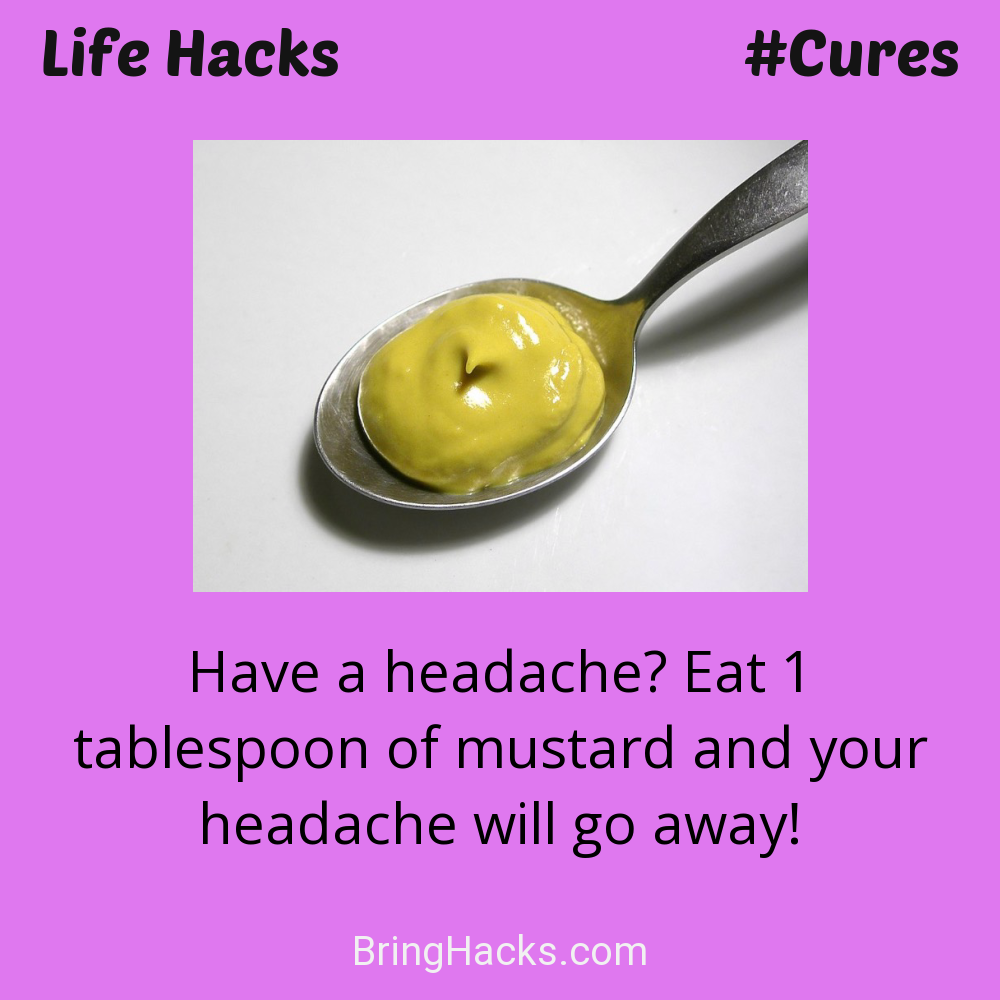 Life Hacks
#Cures
Have a headache? Eat 1
tablespoon of mustard and your
headache will go away!
BringHacks.com